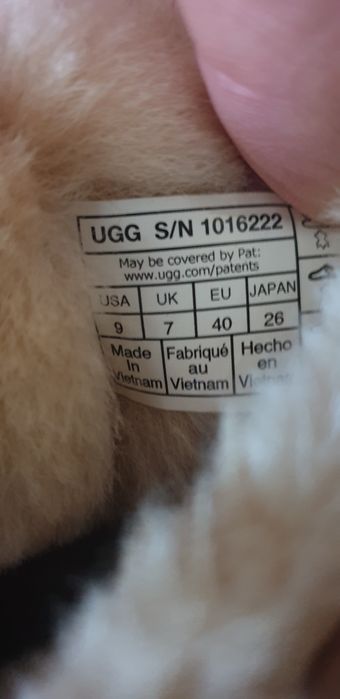 UGG S/N 1016222
May be covered by Pat:
www.ugg.com/patents
USA UK EU JAPAN
9 7 40 26
Made Fabriqué Hecho
In au en
Vietnam Vietnam